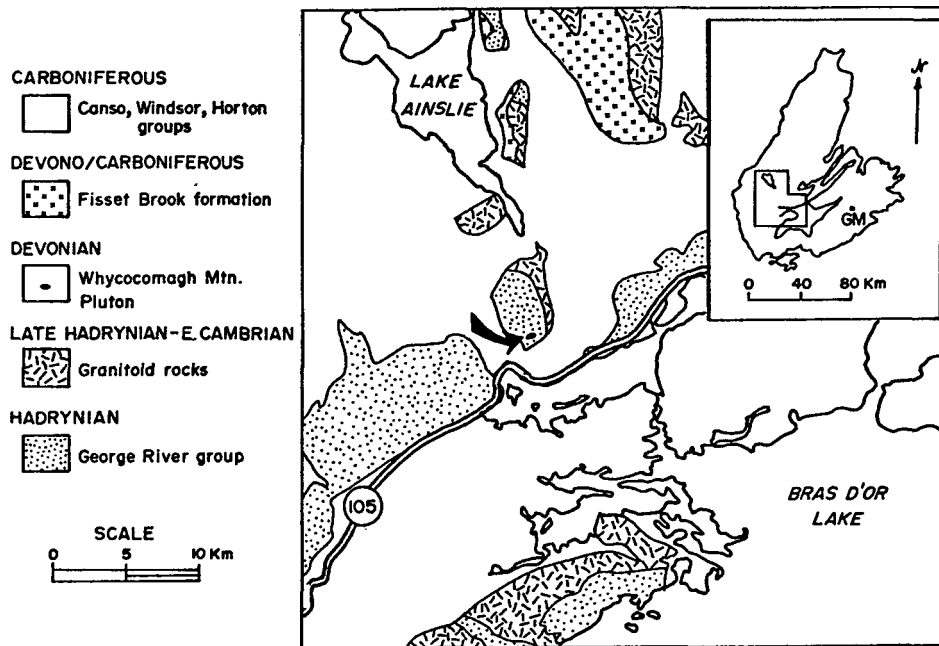 CARBONIFEROUS
Canso, Windsor, Horton
groups
DEVONO/CARBONIFEROUS
Fisset Brook formation
DEVONIAN
Whycocomagh Mtn.
Pluton
LATE HADRYNIAN-E. CAMBRIAN
Granitoid rocks
HADRYNIAN
George River group
SCALE
0 5 10 Km
LAKE
AINSLIE
105
BRAS D'OR
LAKE
N
GM
0 40 80 Km